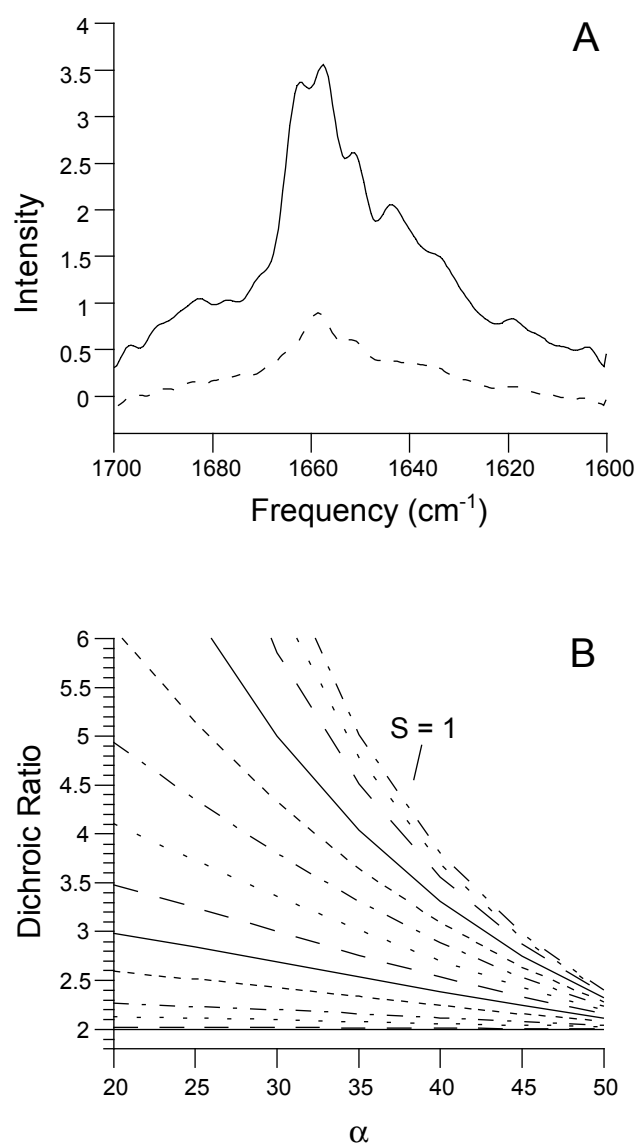 A
4
3.5
3
2.5
2
1.5
1
0.5
0
Intensity
1700 1680 1660 1640 1620 1600
Frequency (cm-1)
B
6
5.5
5
4.5
4
3.5
3
2.5
2
Dichroic Ratio
S = 1
20 25 30 35 40 45 50
α